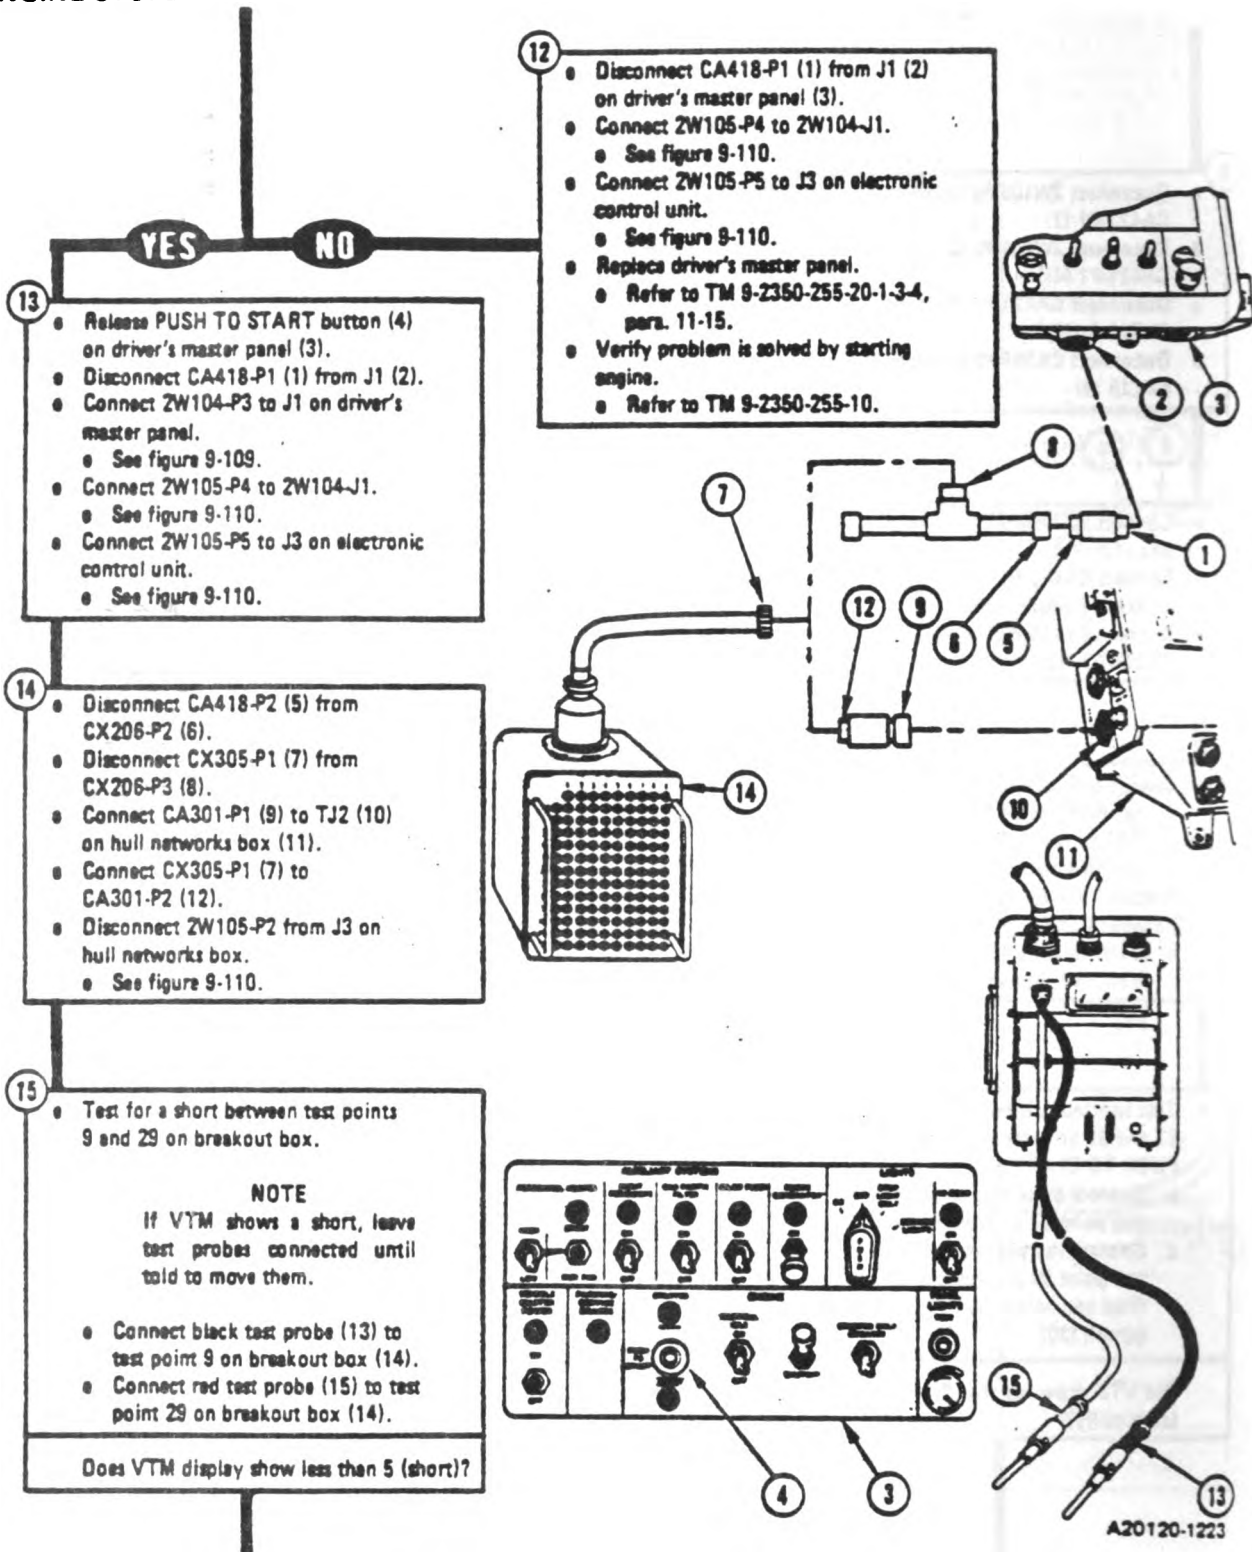 12
• Disconnect CA418-P1 (1) from J1 (2)
on driver's master panel (3).
• Connect 2W105-P4 to 2W104-J1.
• See figure 9-110.
• Connect 2W105-P5 to J3 on electronic
control unit.
• See figure 9-110.
• Replace driver's master panel.
• Refer to TM 9-2350-255-20-1-3-4,
para. 11-15.
• Verify problem is solved by starting
engine.
• Refer to TM 9-2350-255-10.
YES
NO
13
• Release PUSH TO START button (4)
on driver's master panel (3).
• Disconnect CA418-P1 (1) from J1 (2).
• Connect 2W104-P3 to J1 on driver's
master panel.
• See figure 9-109.
• Connect 2W105-P4 to 2W104-J1.
• See figure 9-110.
• Connect 2W105-P5 to J3 on electronic
control unit.
• See figure 9-110.
14
• Disconnect CA418-P2 (5) from
CX206-P2 (6).
• Disconnect CX305-P1 (7) from
CX206-P3 (8).
• Connect CA301-P1 (9) to TJ2 (10)
on hull networks box (11).
• Connect CX305-P1 (7) to
CA301-P2 (12).
• Disconnect 2W105-P2 from J3 on
hull networks box.
• See figure 9-110.
15
• Test for a short between test points
9 and 29 on breakout box.
NOTE
If VTM shows a short, leave
test probes connected until
told to move them.
• Connect black test probe (13) to
test point 9 on breakout box (14).
• Connect red test probe (15) to test
point 29 on breakout box (14).
Does VTM display show less than 5 (short)?
2
3
8
7
1
12
9
6
5
14
10
11
AUXILIARY SYSTEMS
LIGHTS
ENGINE
15
4
3
13
A20120-1223